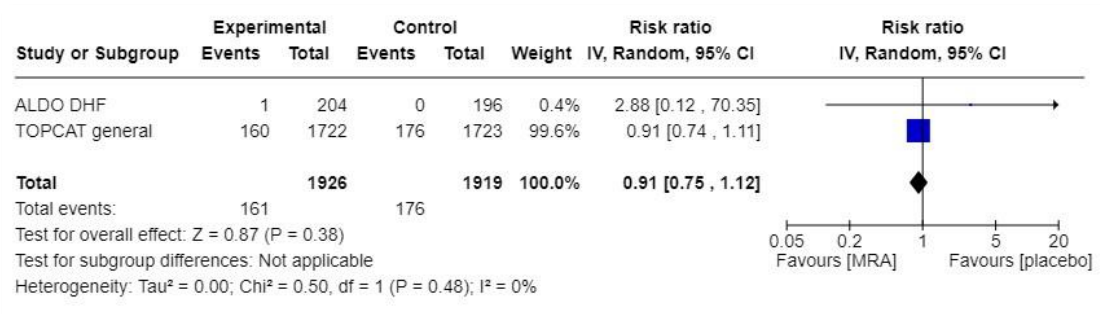 Experimental Control Risk ratio Risk ratio
Study or Subgroup Events Total Events Total Weight IV, Random, 95% CI IV, Random, 95% CI
ALDO DHF 1 204 0 196 0.4% 2.88 [0.12 , 70.35]
TOPCAT general 160 1722 176 1723 99.6% 0.91 [0.74 , 1.11]
Total 1926 1919 100.0% 0.91 [0.75 , 1.12]
Total events: 161 176
Test for overall effect: Z = 0.87 (P = 0.38)
0.05 0.2 1 5 20
Test for subgroup differences: Not applicable
Favours [MRA] Favours [placebo]
Heterogeneity: Tau² = 0.00; Chi² = 0.50, df = 1 (P = 0.48); I² = 0%